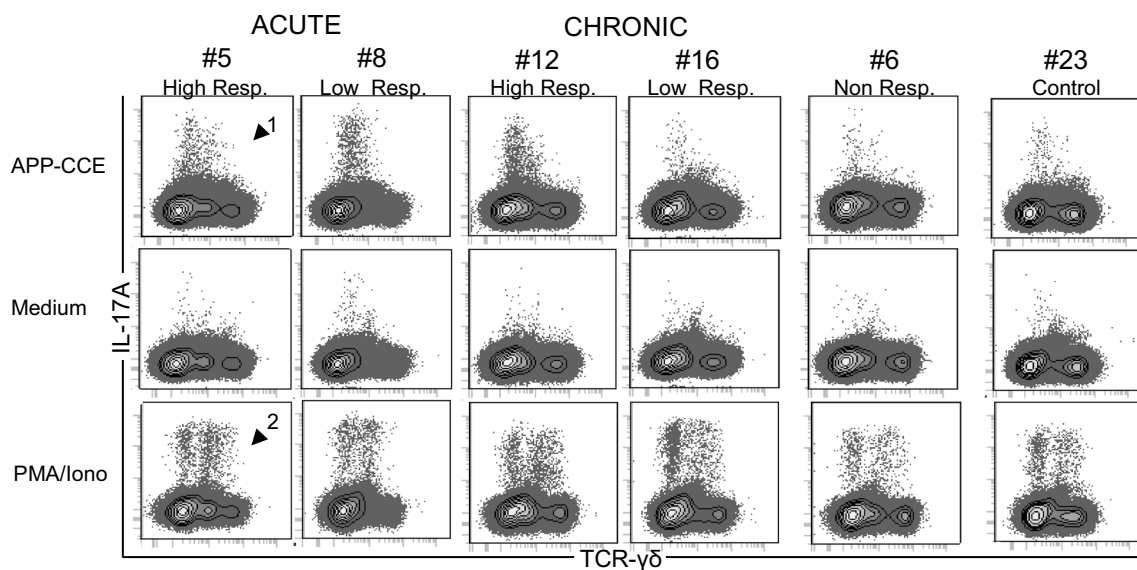 ACUTE CHRONIC
#5 #8 #12 #16 #6 #23
High Resp. Low Resp. High Resp. Low Resp. Non Resp. Control
APP-CCE
1
Medium
IL-17A
PMA/Iono
2
TCR-γδ